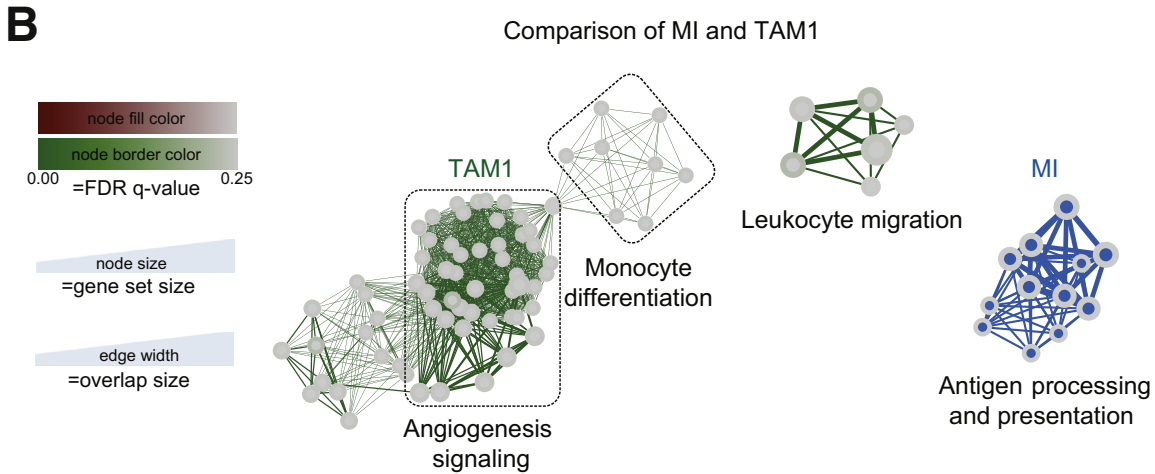 B
Comparison of MI and TAM1
node fill color
node border color
0.00
0.25
=FDR q-value
node size
=gene set size
edge width
=overlap size
TAM1
Angiogenesis
signaling
Monocyte
differentiation
Leukocyte migration
MI
Antigen processing
and presentation